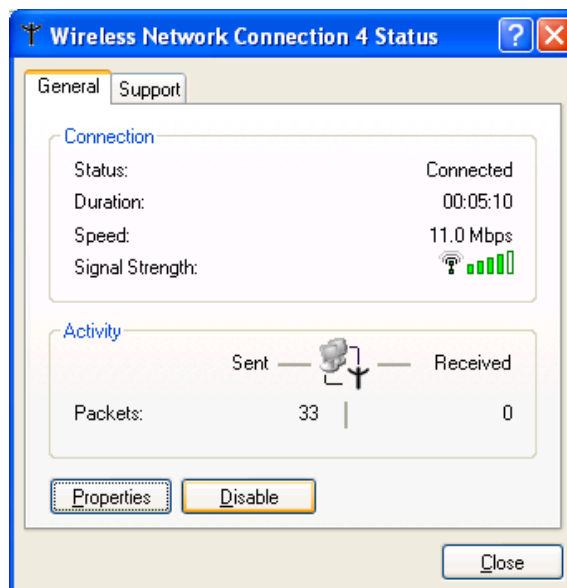 Wireless Network Connection 4 Status
General Support
Connection
Status: Connected
Duration: 00:05:10
Speed: 11.0 Mbps
Signal Strength:
Activity
Sent Received
Packets: 33 0
Properties Disable
Close